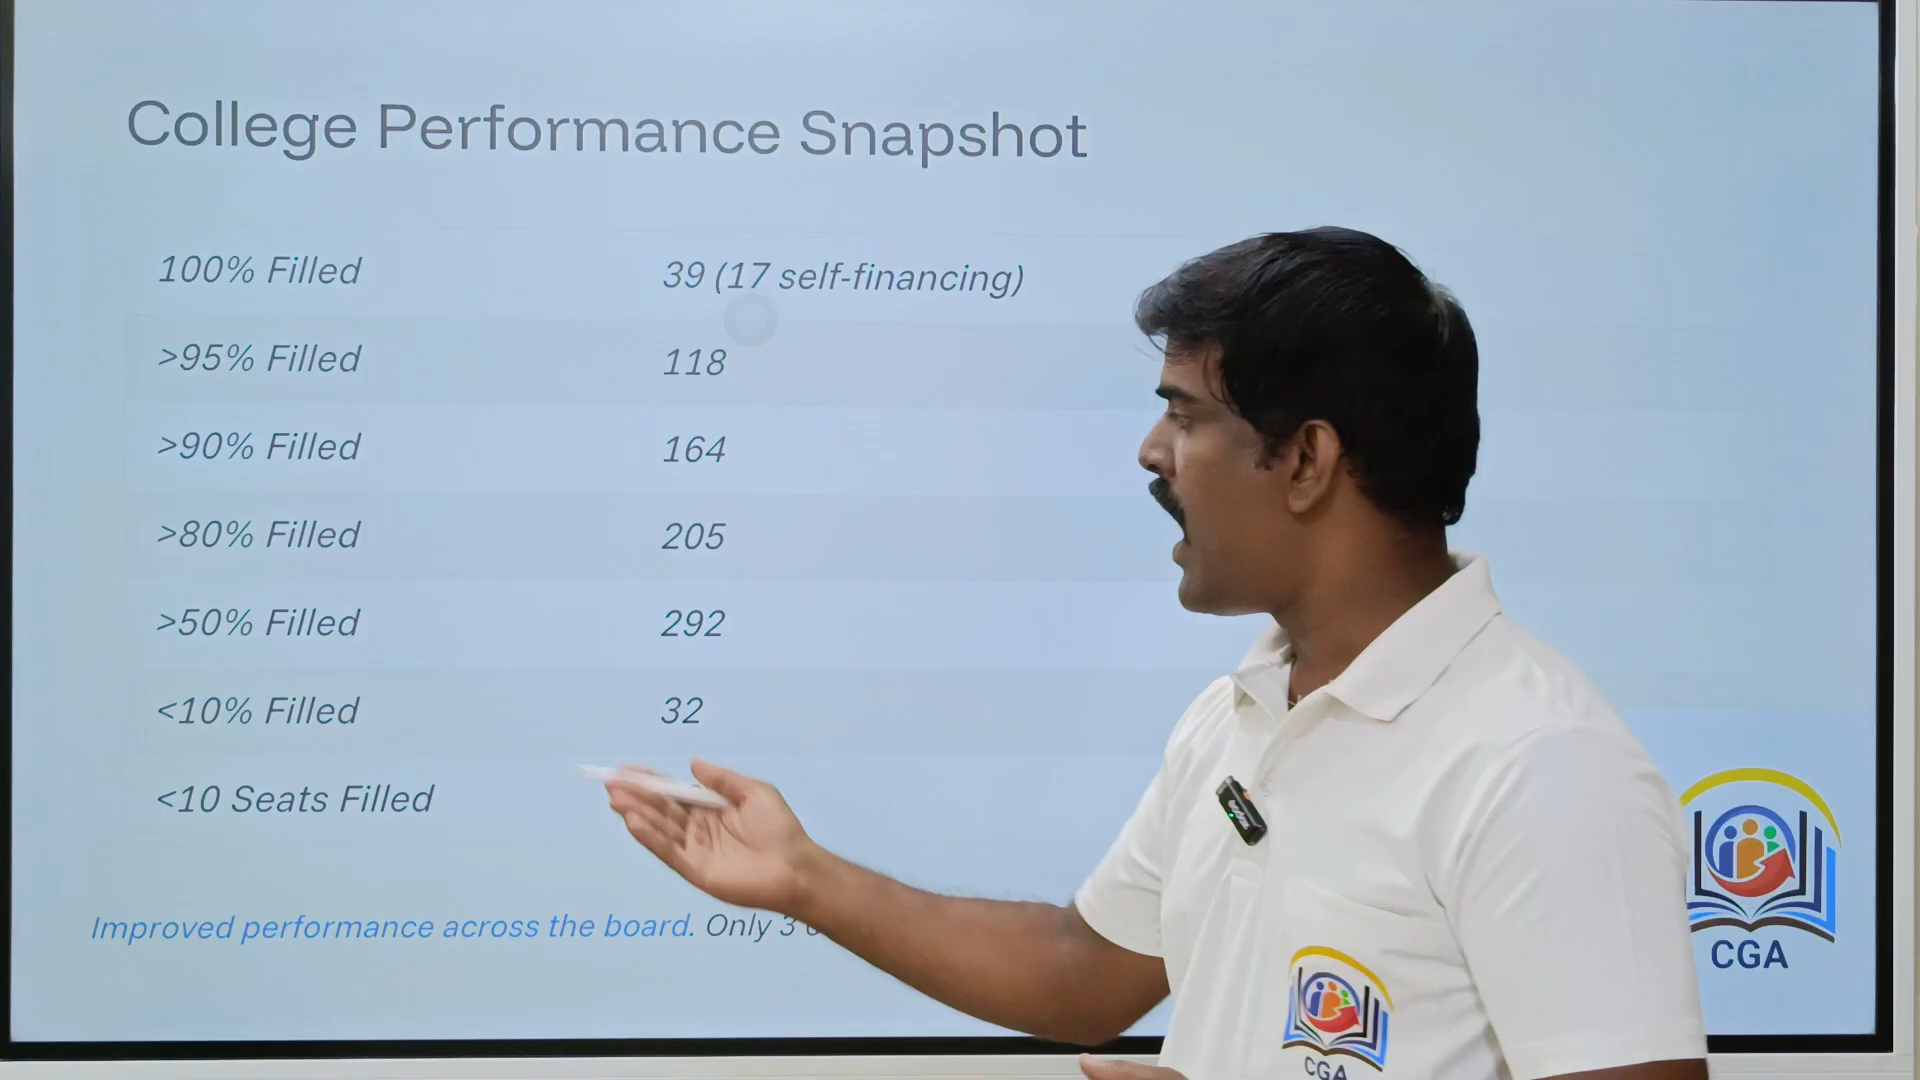 College Performance Snapshot
100% Filled 39 (17 self-financing)
>95% Filled 118
>90% Filled 164
>80% Filled 205
>50% Filled 292
<10% Filled 32
<10 Seats Filled
Improved performance across the board. Only 3
CGA
CGA